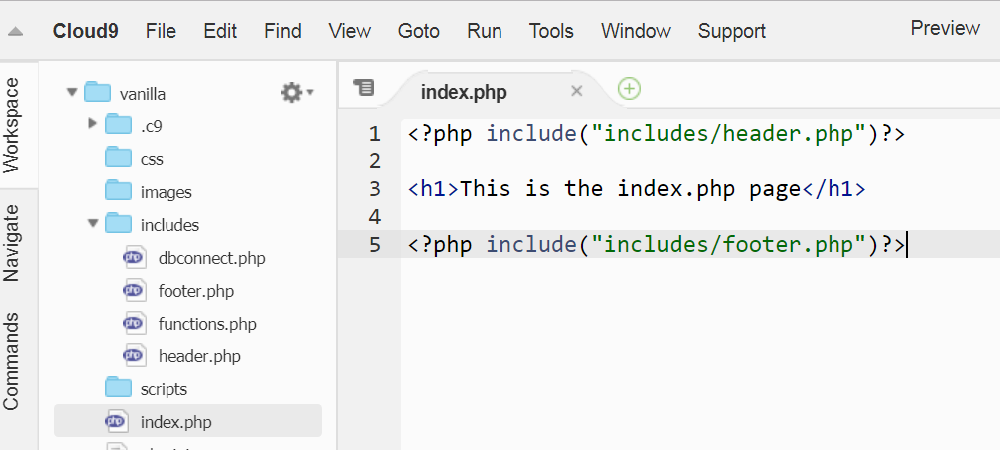 Cloud9 File Edit Find View Goto Run Tools Window Support Preview
Workspace
Navigate
Commands
vanilla
.c9
css
images
includes
dbconnect.php
footer.php
functions.php
header.php
scripts
index.php
index.php
1 <?php include("includes/header.php")?>
2
3 <h1>This is the index.php page</h1>
4
5 <?php include("includes/footer.php")?>